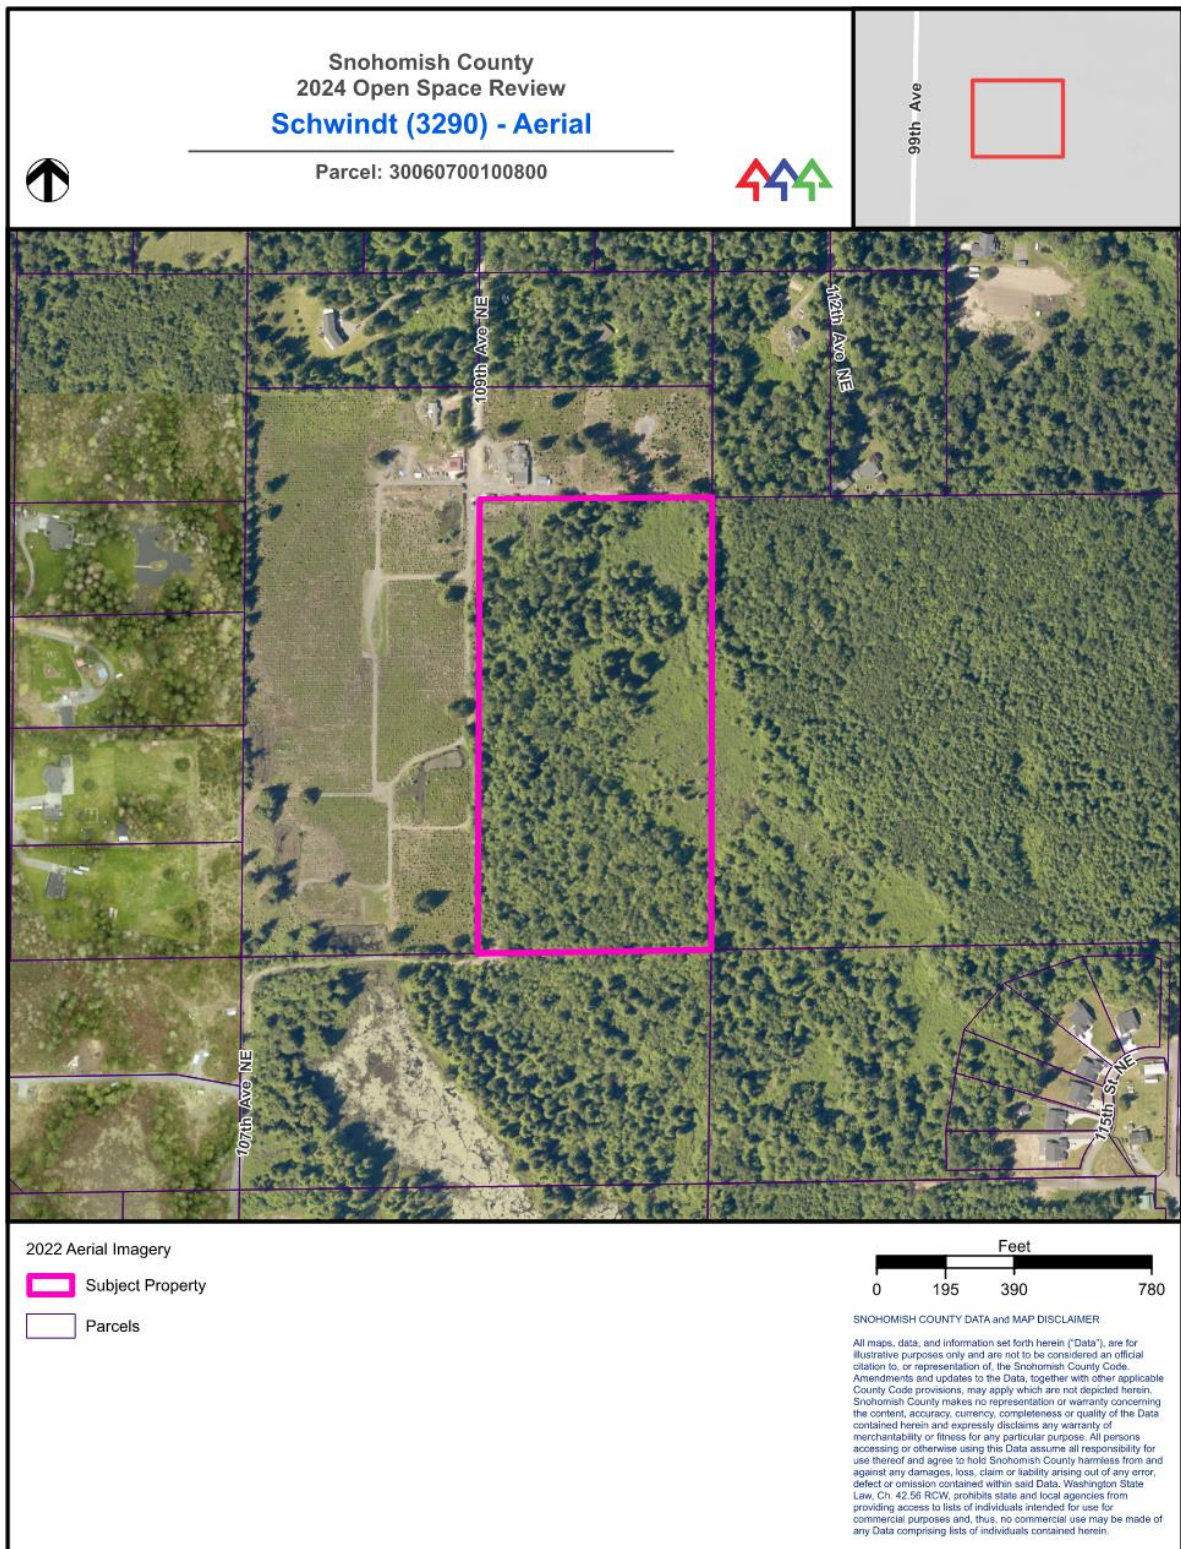 Snohomish County
2024 Open Space Review
Schwindt (3290) - Aerial
Parcel: 30060700100800
99th Ave
109th Ave NE
112th Ave NE
107th Ave NE
115th St NE
2022 Aerial Imagery
Subject Property
Parcels
Feet
0 195 390 780
SNOHOMISH COUNTY DATA and MAP DISCLAIMER
All maps, data, and information set forth herein ("Data"), are for
illustrative purposes only and are not to be considered an official
citation to, or representation of, the Snohomish County Code.
Amendments and updates to the Data, together with other applicable
County Code provisions, may apply which are not depicted herein.
Snohomish County makes no representation or warranty concerning
the content, accuracy, currency, completeness or quality of the Data
contained herein and expressly disclaims any warranty of
merchantability or fitness for any particular purpose. All persons
accessing or otherwise using this Data assume all responsibility for
use thereof and agree to hold Snohomish County harmless from and
against any damages, loss, claim or liability arising out of any error,
defect or omission contained within said Data. Washington State
Law, Ch. 42.56 RCW, prohibits state and local agencies from
providing access to lists of individuals intended for use for
commercial purposes and, thus, no commercial use may be made of
any Data comprising lists of individuals contained herein.